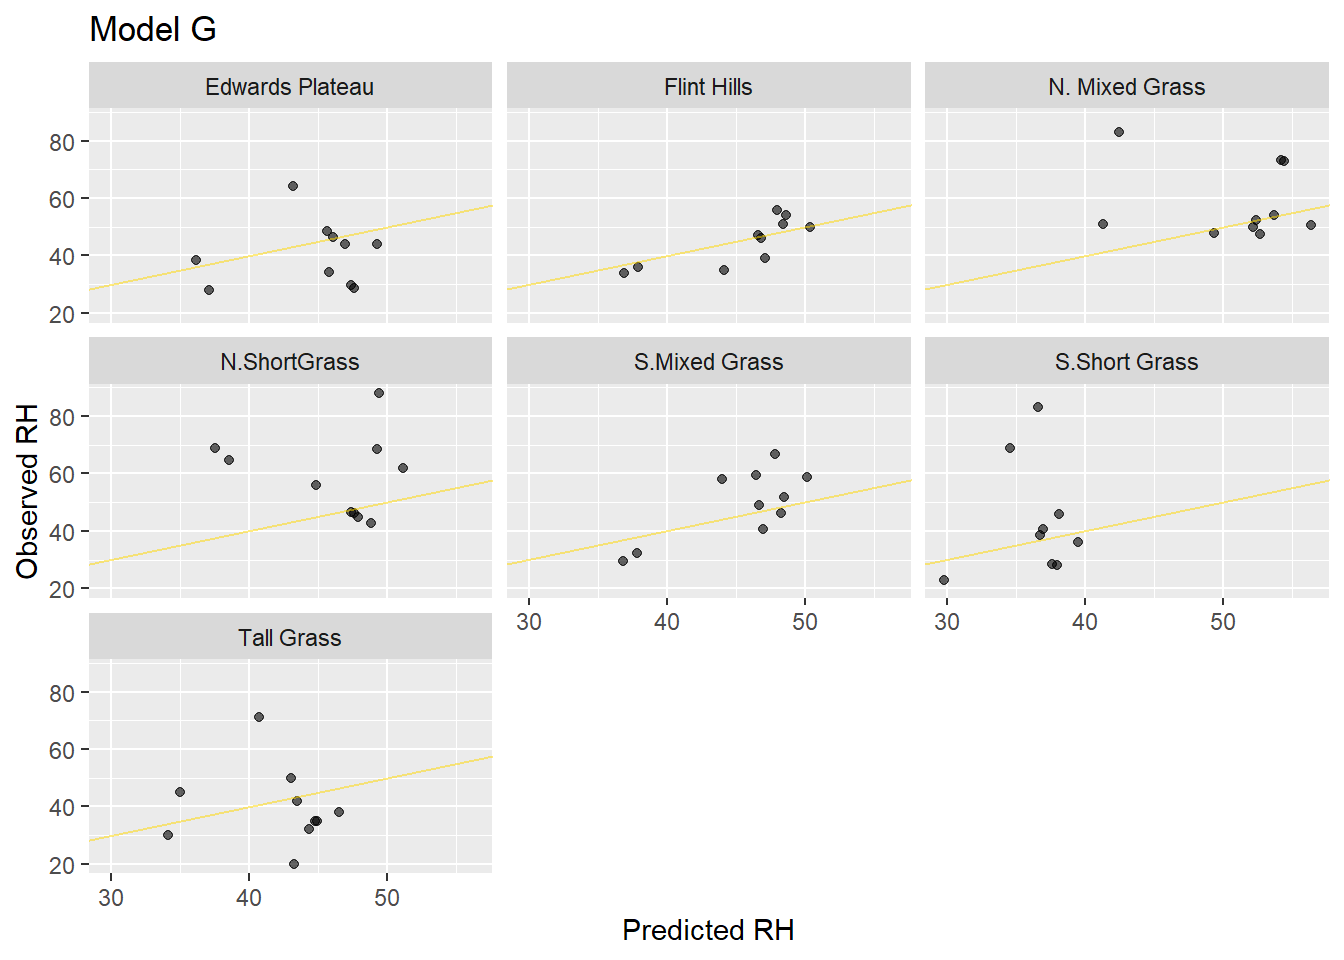 Model G
Edwards Plateau
Flint Hills
N. Mixed Grass
80
60
40
20
N.ShortGrass
S.Mixed Grass
S.Short Grass
80
60
40
20
30 40 50
30 40 50
Tall Grass
80
60
40
20
30 40 50
Observed RH
Predicted RH